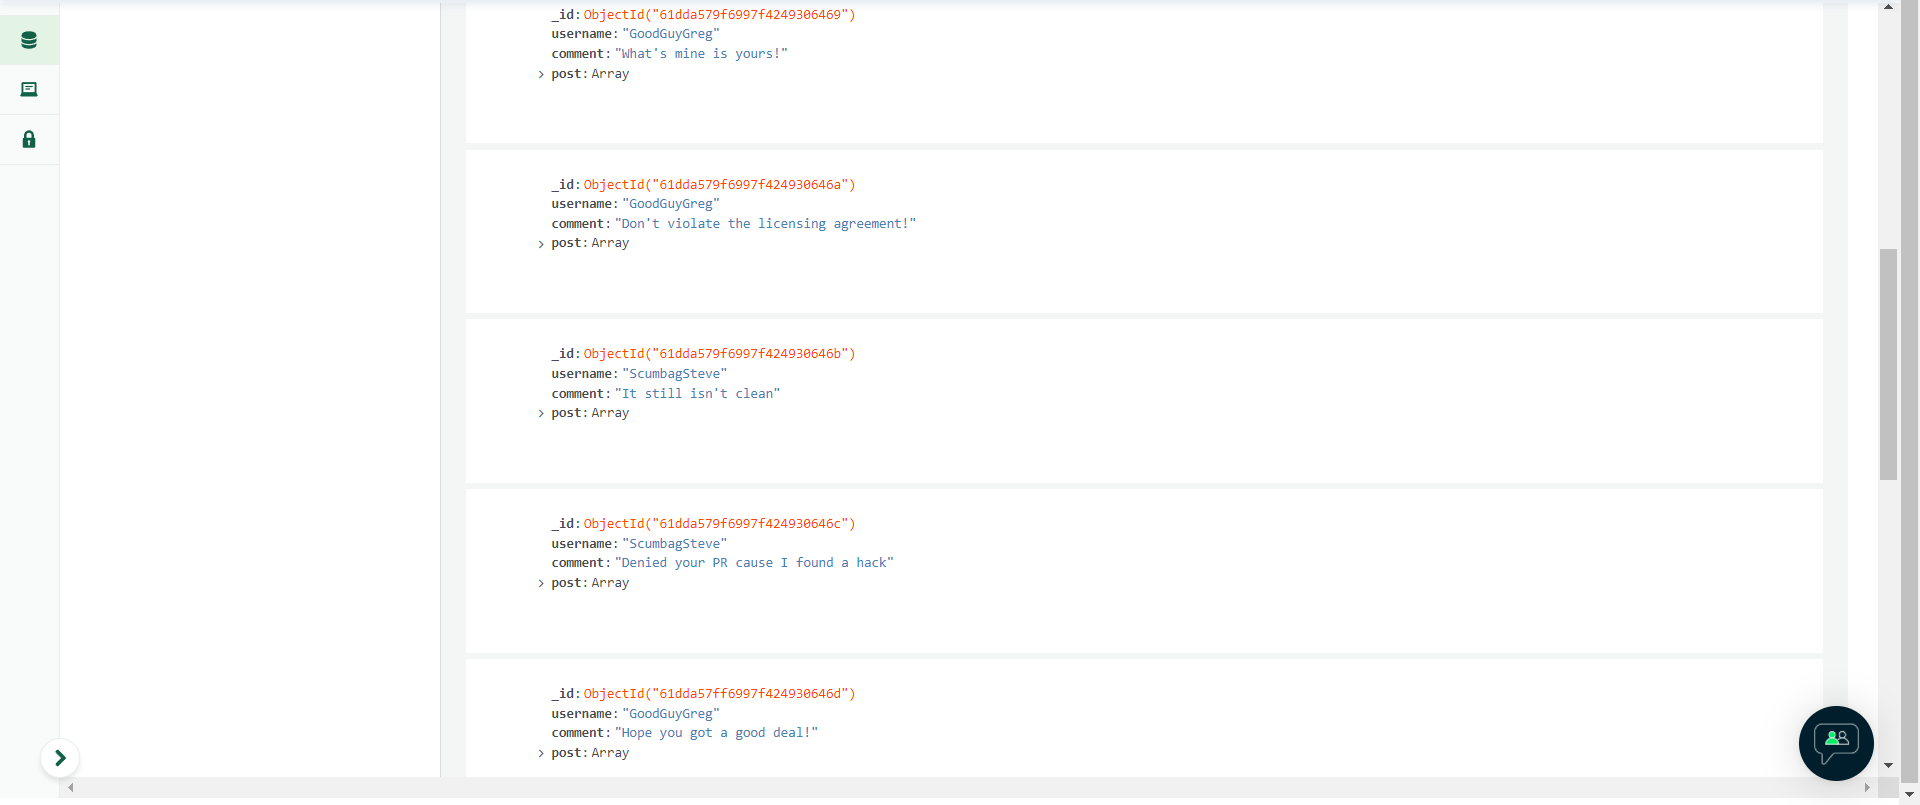 _id: ObjectId("61dda579f6997f4249306469")
username: "GoodGuyGreg"
comment: "What's mine is yours!"
post: Array
_id: ObjectId("61dda579f6997f424930646a")
username: "GoodGuyGreg"
comment: "Don't violate the licensing agreement!"
post: Array
_id: ObjectId("61dda579f6997f424930646b")
username: "ScumbagSteve"
comment: "It still isn't clean"
post: Array
_id: ObjectId("61dda579f6997f424930646c")
username: "ScumbagSteve"
comment: "Denied your PR cause I found a hack"
post: Array
_id: ObjectId("61dda57ff6997f424930646d")
username: "GoodGuyGreg"
comment: "Hope you got a good deal!"
post: Array